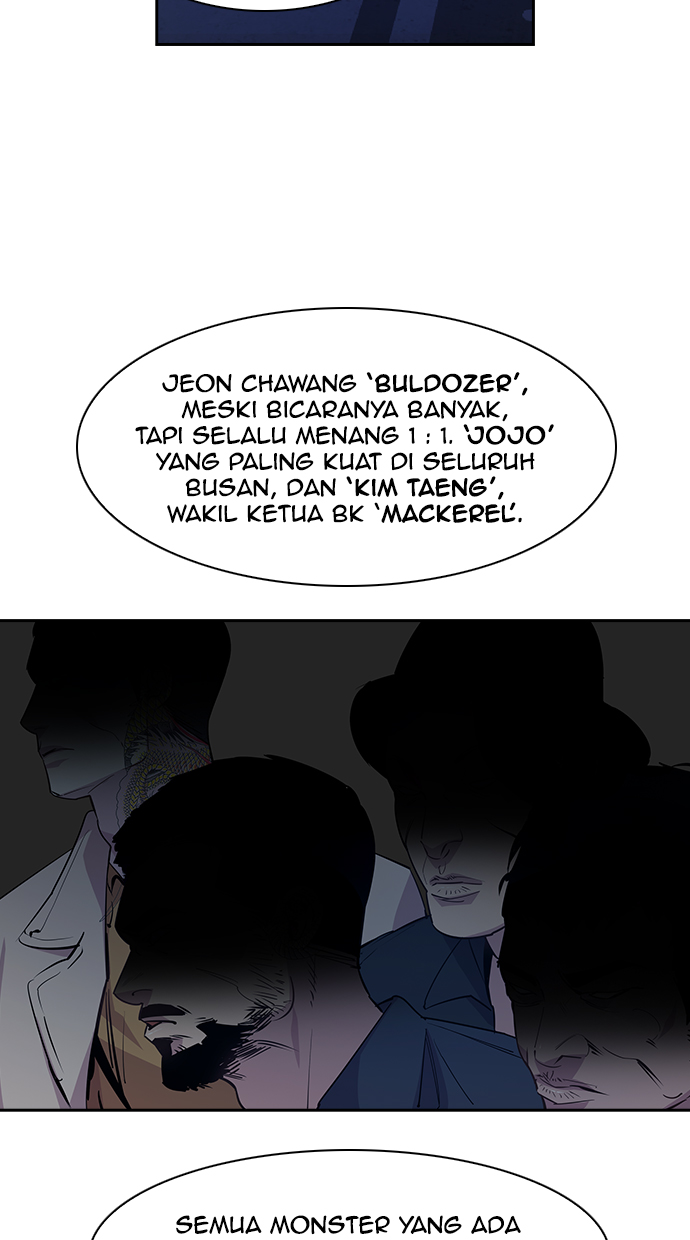 JEON CHAWANG 'BULDOZER',
MESKI BICARANYA BANYAK,
TAPI SELALU MENANG 1 : 1. 'JOJO'
YANG PALING KUAT DI SELURUH
BUSAN, DAN 'KIM TAENG',
WAKIL KETUA BK 'MACKEREL'.
SEMUA MONSTER YANG ADA